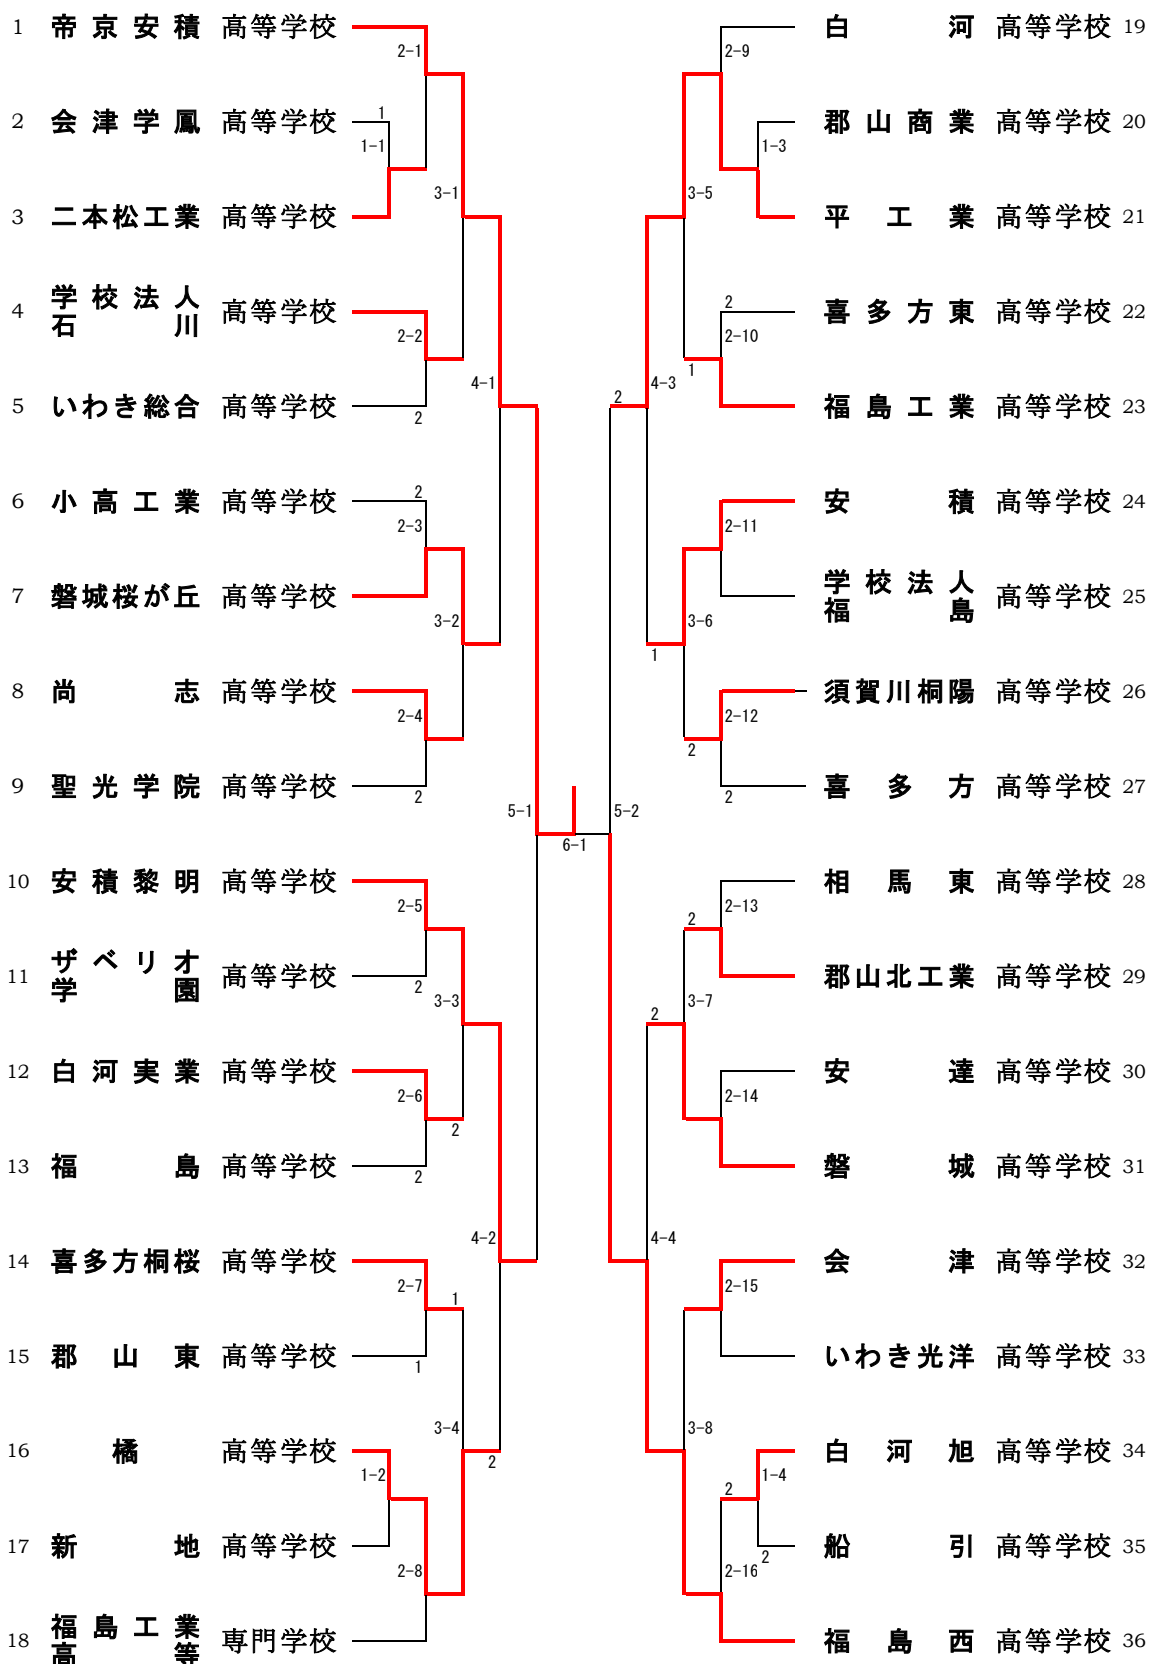 1 帝京安積 高等学校
2-1
2 会津学鳳 高等学校
1
1-1
3 二本松工業 高等学校
3-1
4 学校法人石川 高等学校
2-2
4-1
5 いわき総合 高等学校
2
6 小高工業 高等学校
2
2-3
7 磐城桜が丘 高等学校
3-2
8 尚志 高等学校
2-4
9 聖光学院 高等学校
2
5-1
6-1
10 安積黎明 高等学校
2-5
11 ザベリオ学園 高等学校
2
3-3
12 白河実業 高等学校
2-6
2
13 福島 高等学校
2
4-2
14 喜多方桐桜 高等学校
2-7
1
15 郡山東 高等学校
1
3-4
16 橘 高等学校
2
1-2
17 新地 高等学校
2-8
18 福島工業高等 専門学校
白河 高等学校 19
2-9
郡山商業 高等学校 20
1-3
3-5
平工業 高等学校 21
喜多方東 高等学校 22
2
2-10
1
4-3
2
福島工業 高等学校 23
安積 高等学校 24
2-11
学校法人福島 高等学校 25
3-6
1
須賀川桐陽 高等学校 26
2-12
2
喜多方 高等学校 27
2
5-2
相馬東 高等学校 28
2-13
2
郡山北工業 高等学校 29
3-7
2
安達 高等学校 30
2-14
磐城 高等学校 31
4-4
会津 高等学校 32
2-15
いわき光洋 高等学校 33
3-8
白河旭 高等学校 34
1-4
2
船引 高等学校 35
2
2-16
福島西 高等学校 36